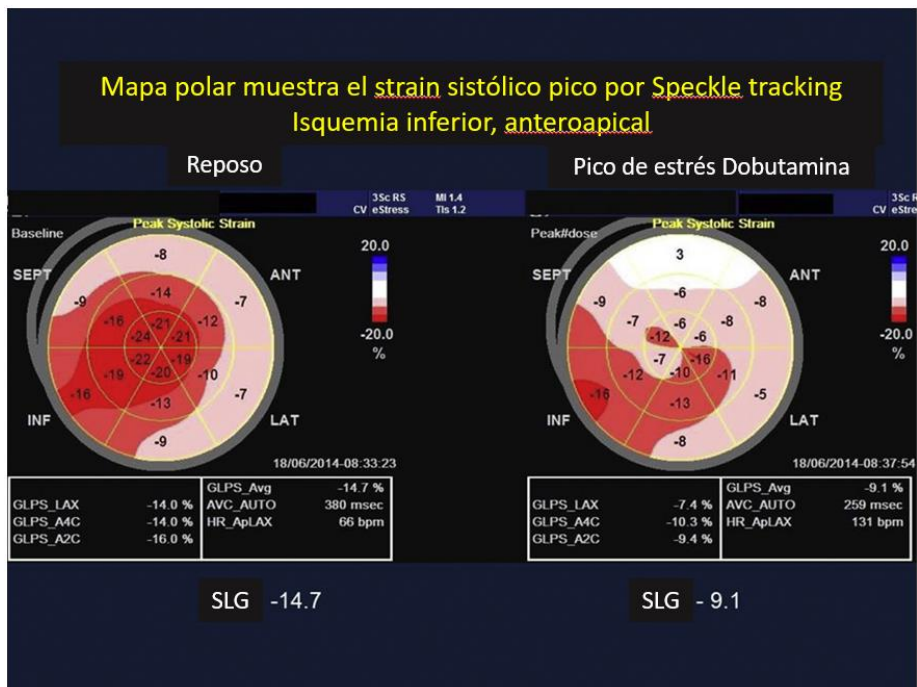 Mapa polar muestra el strain sistólico pico por Speckle tracking
Isquemia inferior, anteroapical
Reposo
Pico de estrés Dobutamina
3Sc RS MI 1.4
CV eStress TIs 1.2
Baseline
Peak Systolic Strain
SEPT
ANT
INF
LAT
-8
-9
-14
-7
-16
-21
-12
-24
-21
-22
-19
-19
-20
-10
-16
-13
-7
-9
20.0
-20.0
%
18/06/2014-08:33:23
GLPS_LAX -14.0 %
GLPS_A4C -14.0 %
GLPS_A2C -16.0 %
GLPS_Avg -14.7 %
AVC_AUTO 380 msec
HR_ApLAX 66 bpm
SLG -14.7
3Sc R
CV eStre
Peak#dose
Peak Systolic Strain
SEPT
ANT
INF
LAT
3
-9
-6
-8
-7
-6
-8
-12
-6
-7
-16
-12
-10
-11
-16
-13
-5
-8
20.0
-20.0
%
18/06/2014-08:37:54
GLPS_LAX -7.4 %
GLPS_A4C -10.3 %
GLPS_A2C -9.4 %
GLPS_Avg -9.1 %
AVC_AUTO 259 msec
HR_ApLAX 131 bpm
SLG - 9.1